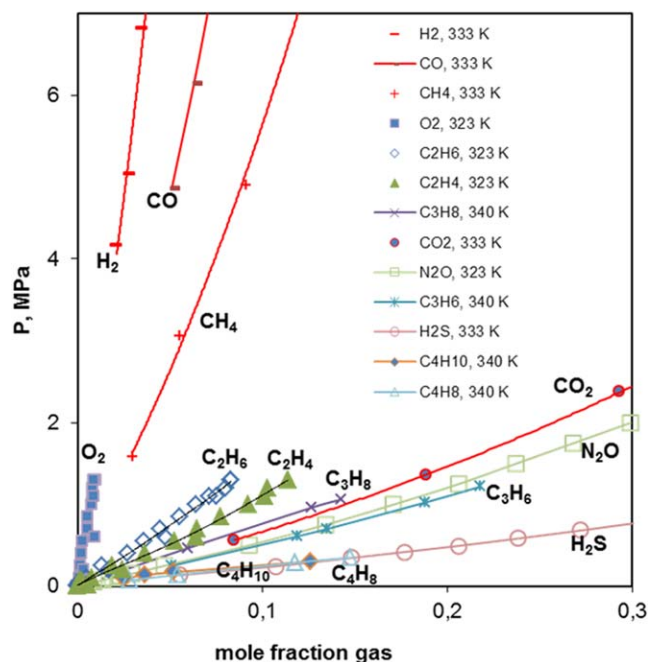 6
4
2
0
P, MPa
0
0,1
0,2
0,3
mole fraction gas
H2, 333 K
CO, 333 K
CH4, 333 K
O2, 323 K
C2H6, 323 K
C2H4, 323 K
C3H8, 340 K
CO2, 333 K
N2O, 323 K
C3H6, 340 K
H2S, 333 K
C4H10, 340 K
C4H8, 340 K
CO
H₂
CH₄
CO₂
O₂
C₂H₆
C₂H₄
C₃H₈
N₂O
C₃H₆
H₂S
C₄H₁₀
C₄H₈